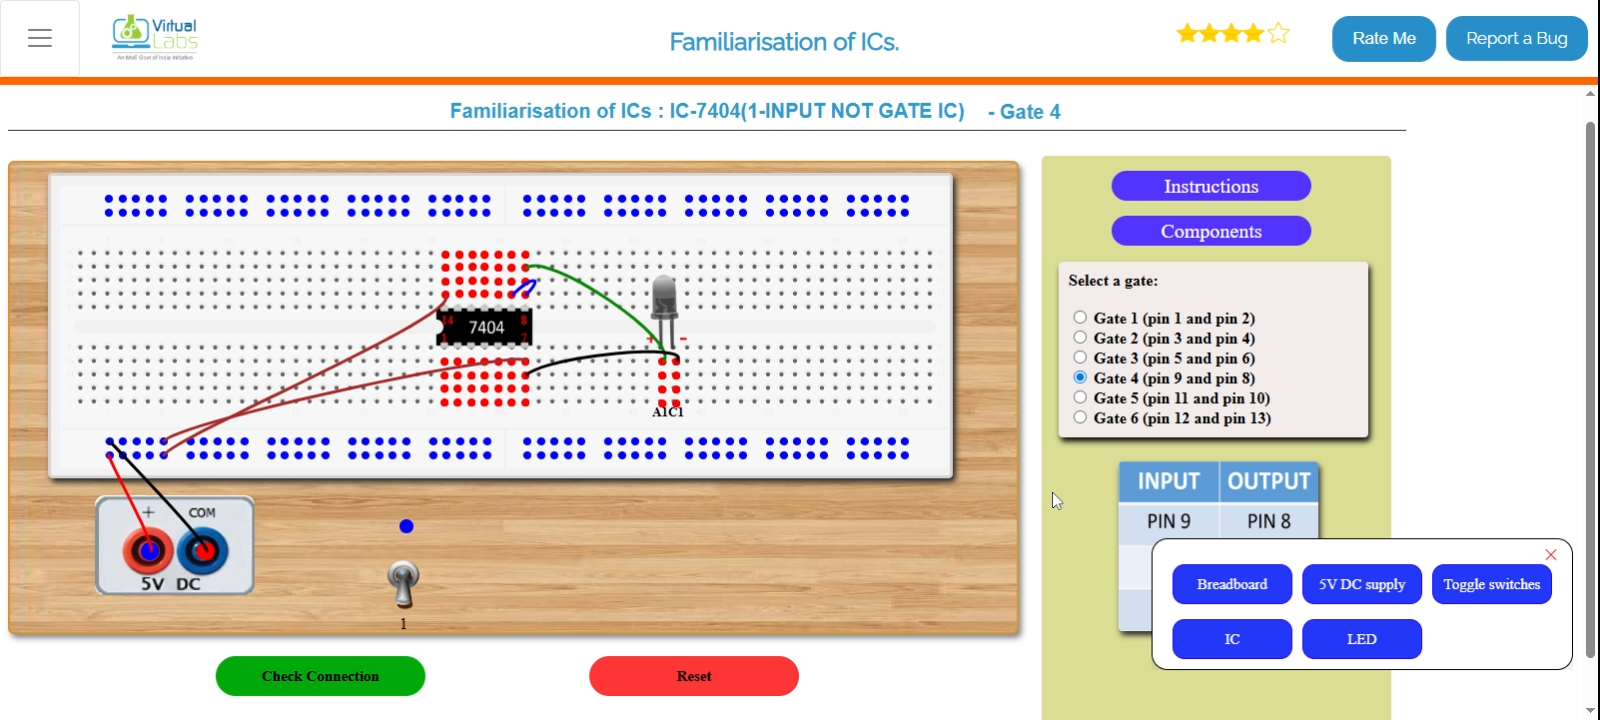 Virtual
Labs
An MoE Govt of India Initiative
Familiarisation of ICs.
Rate Me
Report a Bug
Familiarisation of ICs : IC-7404(1-INPUT NOT GATE IC) - Gate 4
Instructions
Components
Select a gate:
Gate 1 (pin 1 and pin 2)
Gate 2 (pin 3 and pin 4)
Gate 3 (pin 5 and pin 6)
Gate 4 (pin 9 and pin 8)
Gate 5 (pin 11 and pin 10)
Gate 6 (pin 12 and pin 13)
14
8
7404
1
7
+ -
A1C1
+ COM
5V DC
1
INPUT OUTPUT
PIN 9 PIN 8
Breadboard
5V DC supply
Toggle switches
IC
LED
Check Connection
Reset